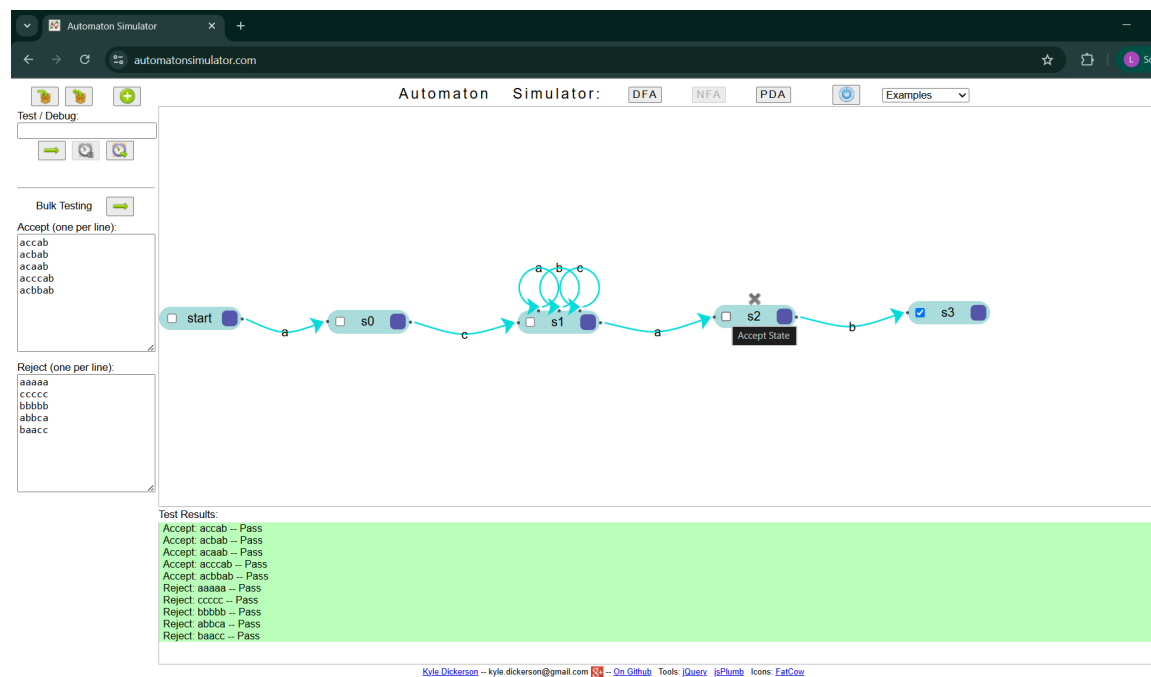 Automaton Simulator
automatonsimulator.com
L
Automaton Simulator: DFA NFA PDA Examples
Test / Debug:
Bulk Testing
Accept (one per line):
accab
acbab
acaab
acccab
acbbab
Reject (one per line):
aaaaa
ccccc
bbbbb
abbca
baacc
a b c
start a s0 c s1 a s2 b s3
Accept State
Test Results:
Accept: accab -- Pass
Accept: acbab -- Pass
Accept: acaab -- Pass
Accept: acccab -- Pass
Accept: acbbab -- Pass
Reject: aaaaa -- Pass
Reject: ccccc -- Pass
Reject: bbbbb -- Pass
Reject: abbca -- Pass
Reject: baacc -- Pass
Kyle Dickerson -- kyle.dickerson@gmail.com -- On Github Tools: jQuery jsPlumb Icons: FatCow